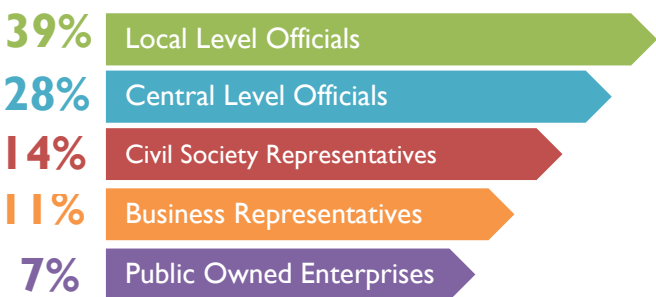 39% Local Level Officials
28% Central Level Officials
14% Civil Society Representatives
11% Business Representatives
7% Public Owned Enterprises